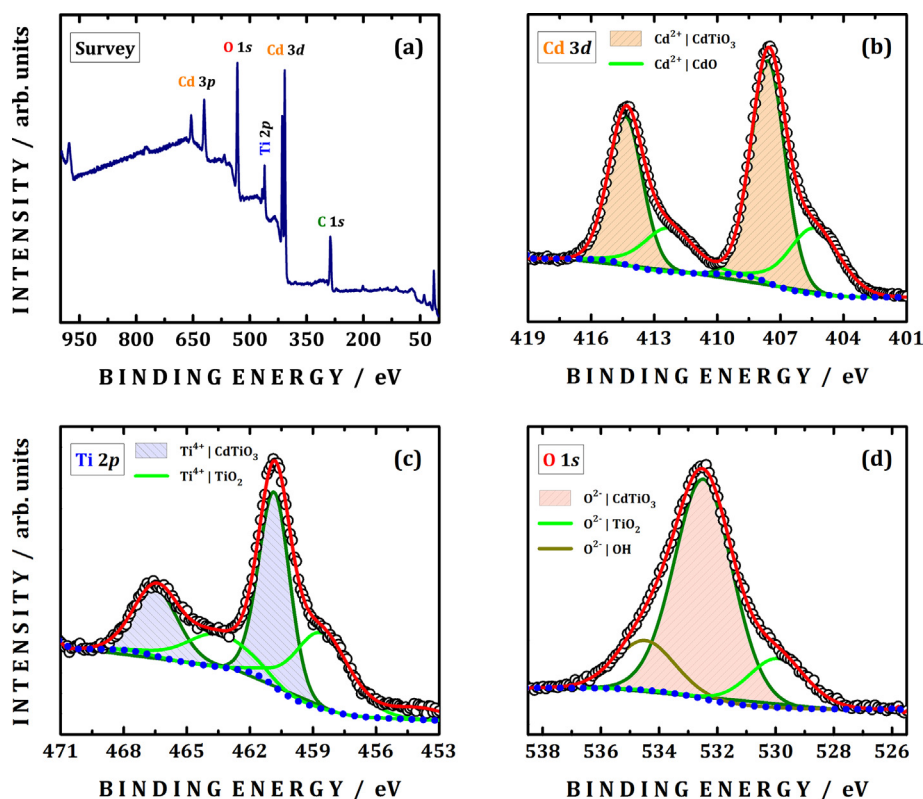 Survey
(a)
O 1s
Cd 3d
Cd 3p
Ti 2p
C 1s
INTENSITY / arb. units
950 800 650 500 350 200 50
BINDING ENERGY / eV
Cd 3d
Cd²⁺ | CdTiO₃
Cd²⁺ | CdO
(b)
419 416 413 410 407 404 401
BINDING ENERGY / eV
Ti 2p
Ti⁴⁺ | CdTiO₃
Ti⁴⁺ | TiO₂
(c)
INTENSITY / arb. units
471 468 465 462 459 456 453
BINDING ENERGY / eV
O 1s
(d)
O²⁻ | CdTiO₃
O²⁻ | TiO₂
O²⁻ | OH
538 536 534 532 530 528 526
BINDING ENERGY / eV